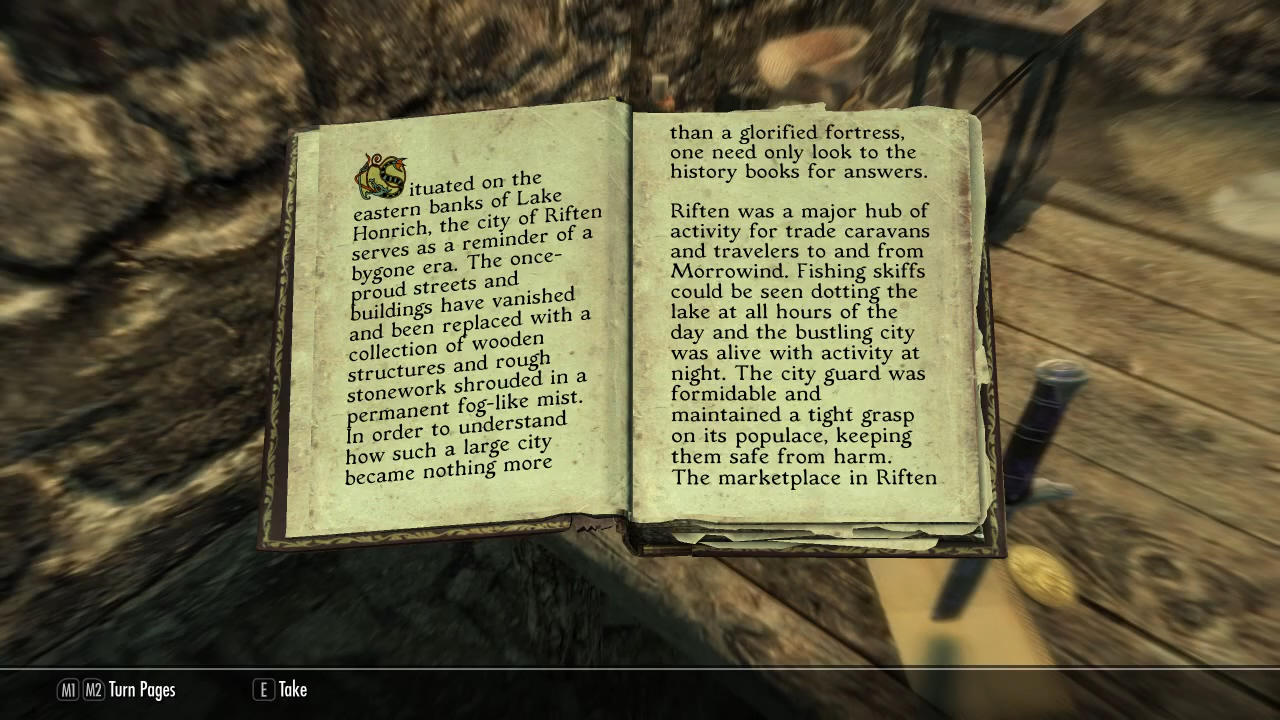 Situated on the
eastern banks of Lake
Honrich, the city of Riften
serves as a reminder of a
bygone era. The once-
proud streets and
buildings have vanished
and been replaced with a
collection of wooden
structures and rough
stonework shrouded in a
permanent fog-like mist.
In order to understand
how such a large city
became nothing more
than a glorified fortress,
one need only look to the
history books for answers.
Riften was a major hub of
activity for trade caravans
and travelers to and from
Morrowind. Fishing skiffs
could be seen dotting the
lake at all hours of the
day and the bustling city
was alive with activity at
night. The city guard was
formidable and
maintained a tight grasp
on its populace, keeping
them safe from harm.
The marketplace in Riften
M1 M2 Turn Pages
E Take